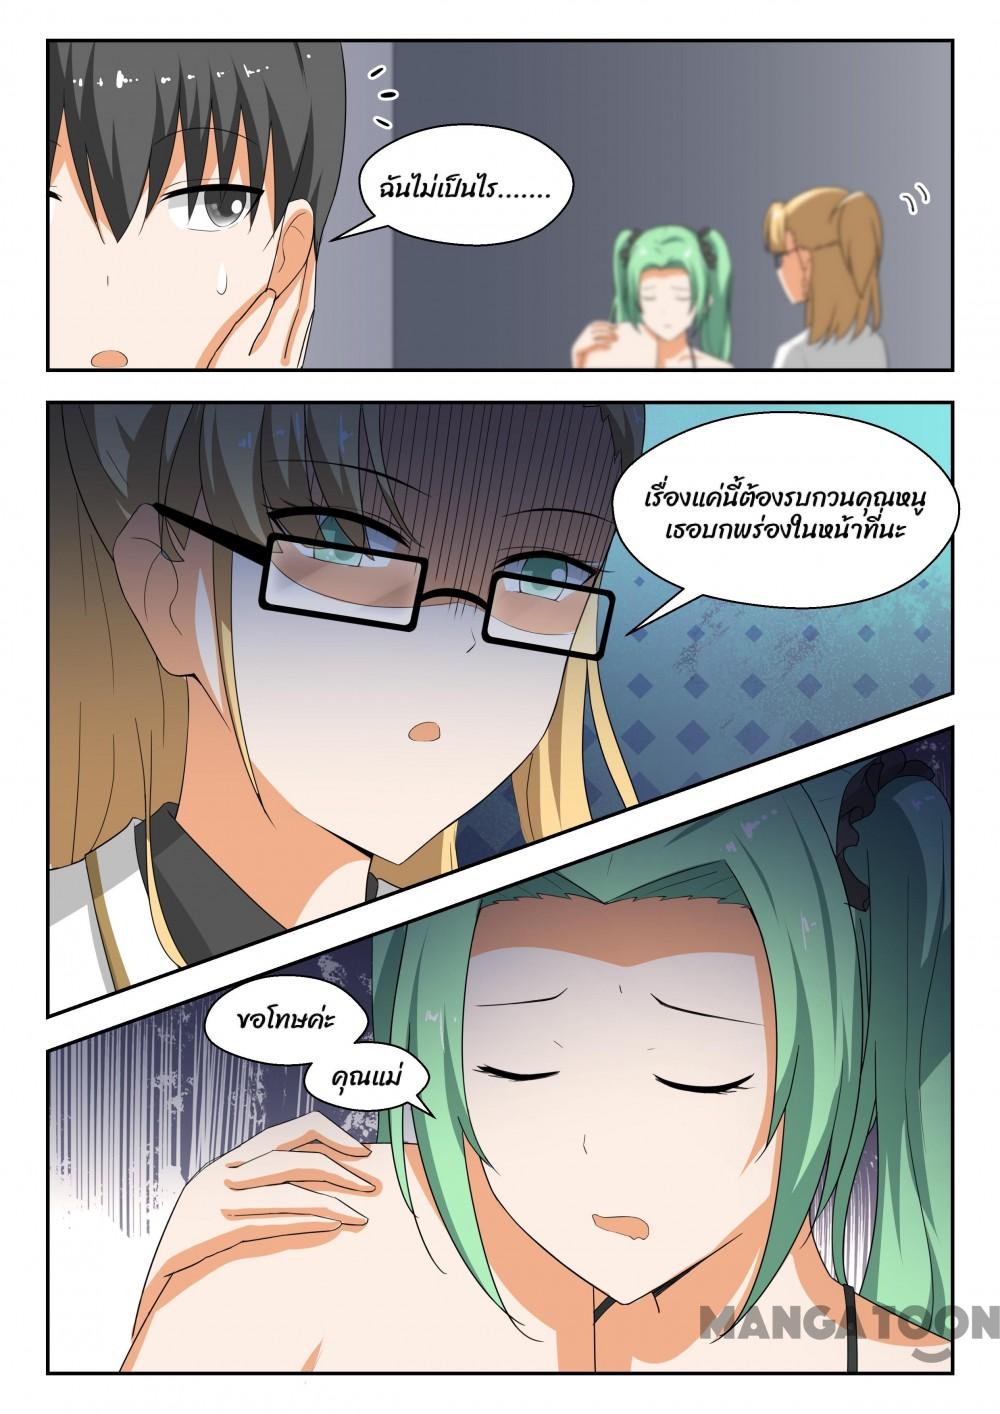 ฉันไม่เป็นไร.......
เรื่องแค่นี้ต้องรบกวนคุณหนู
เธอบกพร่องในหน้าที่นะ
ขอโทษค่ะ
คุณแม่
MANGATOON